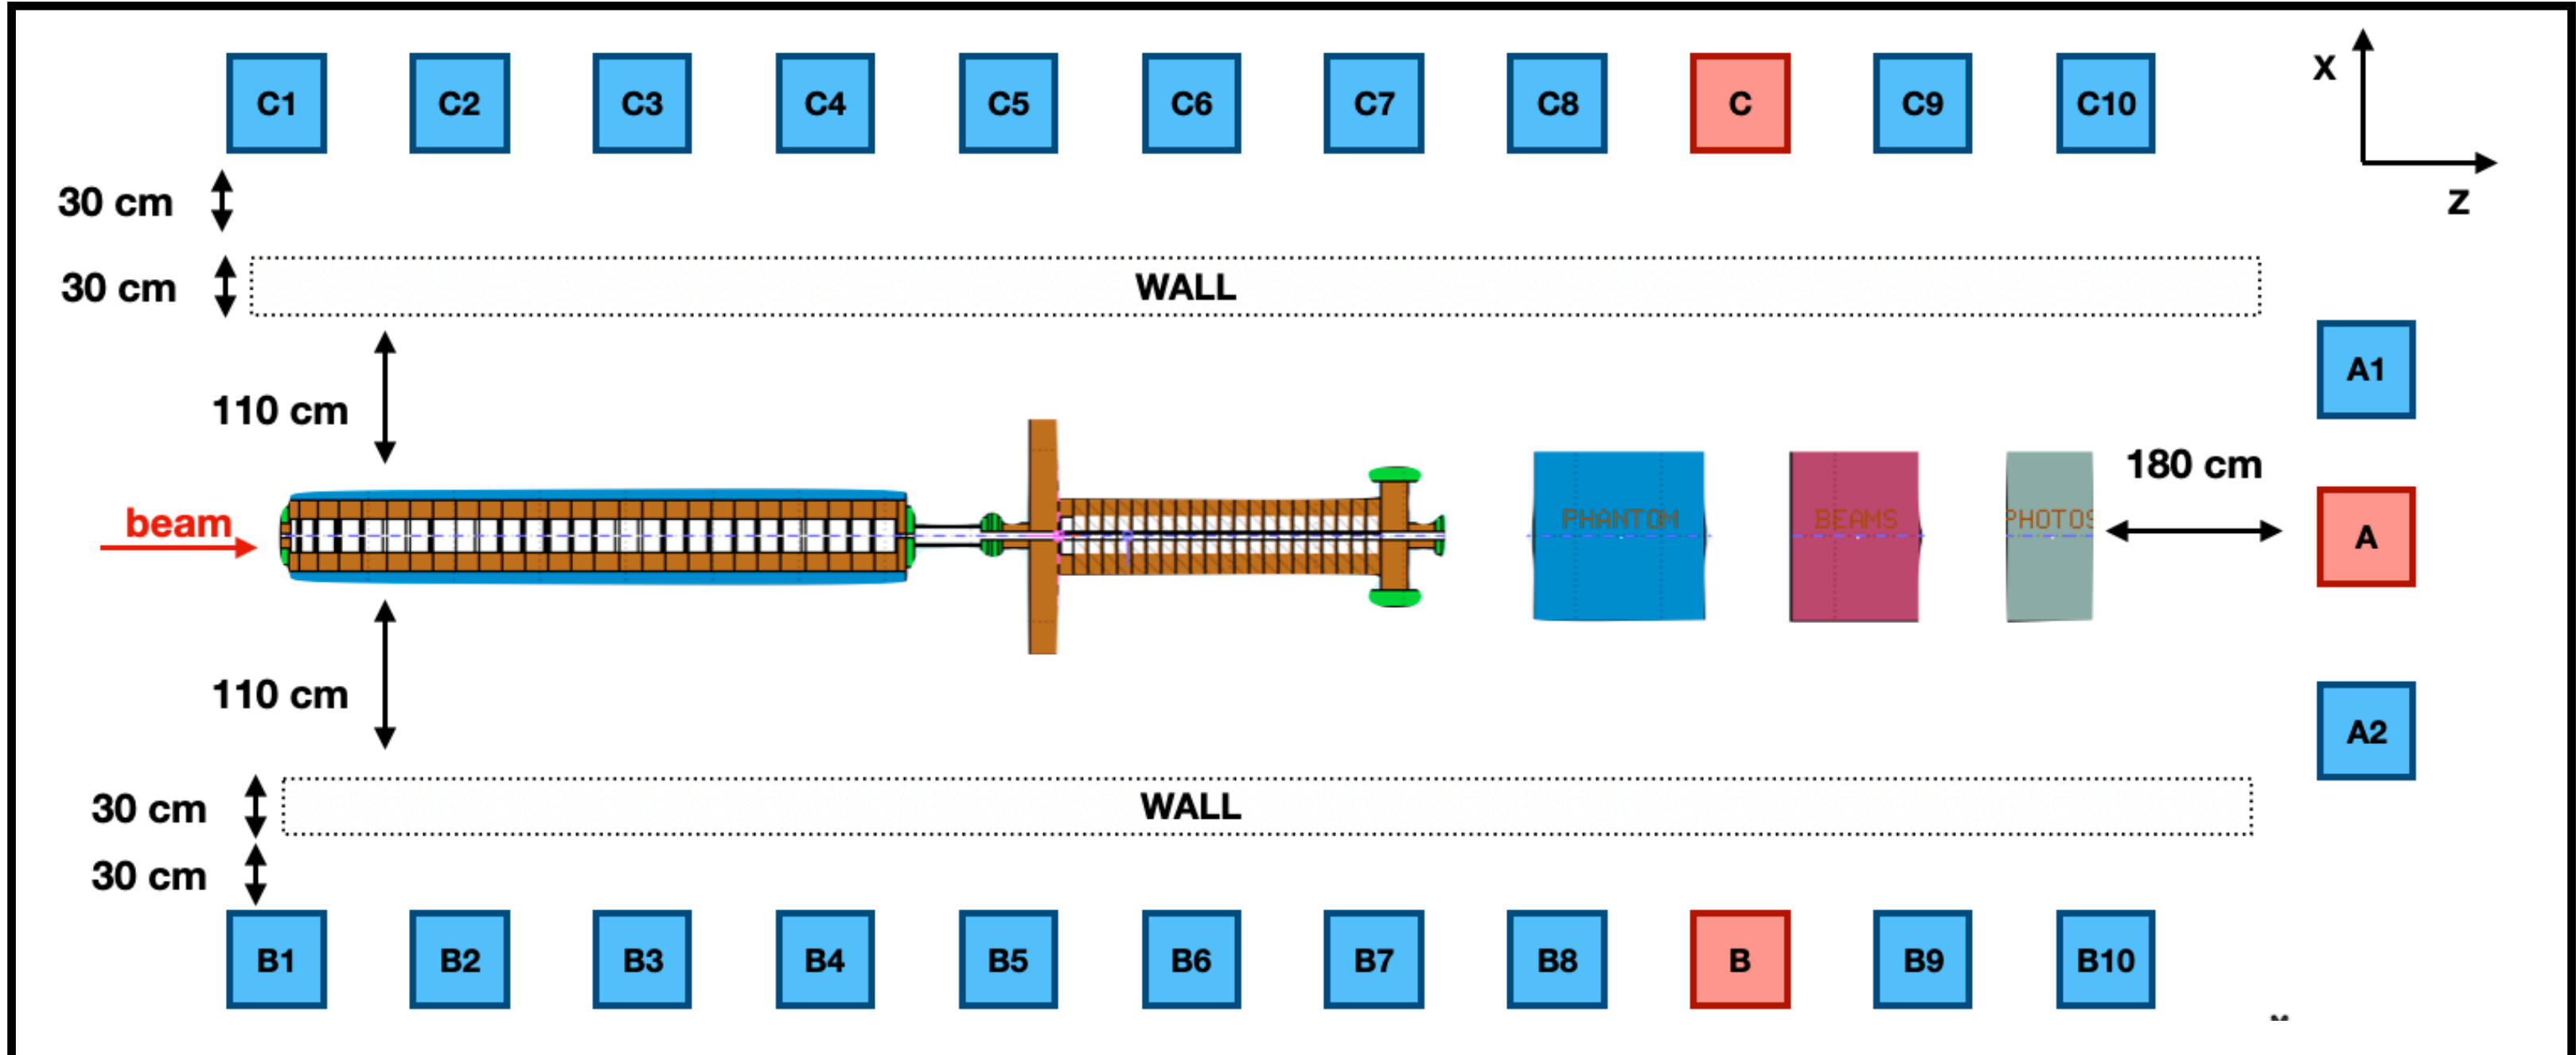 C1 C2 C3 C4 C5 C6 C7 C8 C C9 C10
X
Z
30 cm
30 cm
WALL
A1
110 cm
180 cm
beam
PHANTOM
BEAMS
PHOTOS
A
110 cm
A2
30 cm
WALL
30 cm
B1 B2 B3 B4 B5 B6 B7 B8 B B9 B10